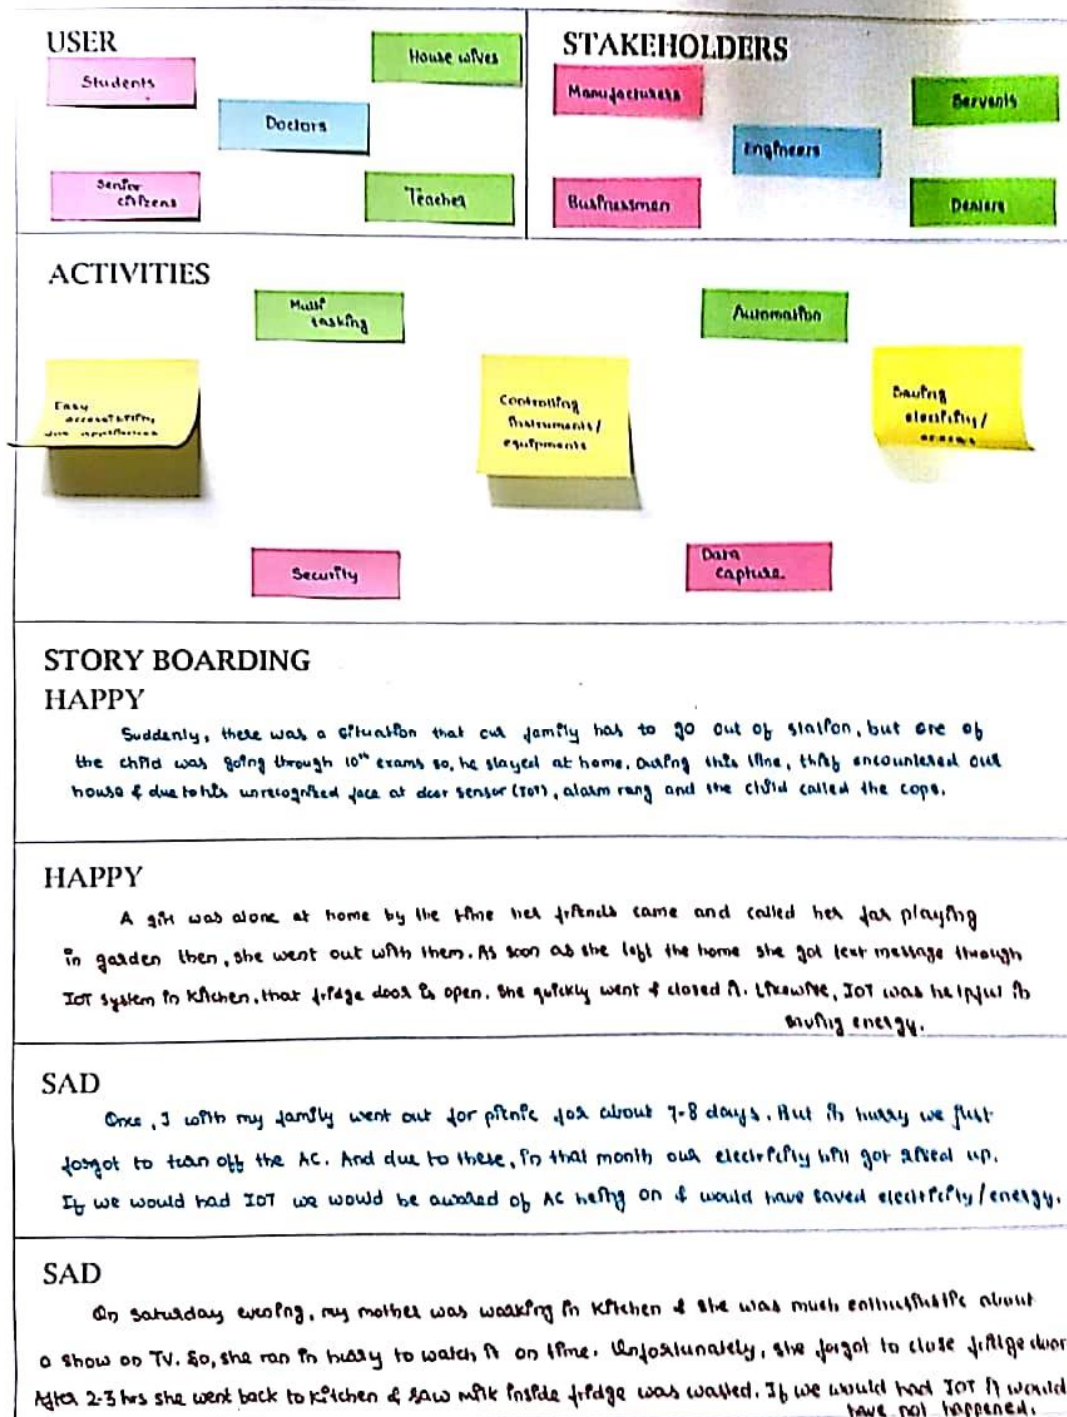 USER
Students
House wives
Doctors
Senior
citizens
Teacher
STAKEHOLDERS
Manufacturers
Servants
Engineers
Businessmen
Dealers
ACTIVITIES
Multi
tasking
Automation
Easy
accessibility
appliances
Controlling
instruments/
equipments
Saving
electricity/
energy
Security
Data
capture.
STORY BOARDING
HAPPY
Suddenly, there was a situation that our family has to go out of station, but one of
the child was going through 10th exams so, he stayed at home. During this time, thief encountered our
house & due to his unrecognized face at door sensor (IOT), alarm rang and the child called the cops.
HAPPY
A girl was alone at home by the time her friends came and called her for playing
in garden then, she went out with them. As soon as she left the home she got text message through
IOT system in kitchen, that fridge door is open. She quickly went & closed it. Likewise, IOT was helpful in
saving energy.
SAD
Once, I with my family went out for picnic for about 7-8 days. But in hurry we just
forgot to turn off the AC. And due to these, in that month our electricity bill got up.
If we would had IOT we would be awared of AC being on & would have saved electricity/energy.
SAD
On saturday evening, my mother was working in kitchen & she was much enthusiastic about
a show on TV. So, she ran in hurry to watch it on time. Unfortunately, she forgot to close fridge door
After 2-3 hrs she went back to kitchen & saw milk inside fridge was wasted. If we would had IOT it would
have not happened.